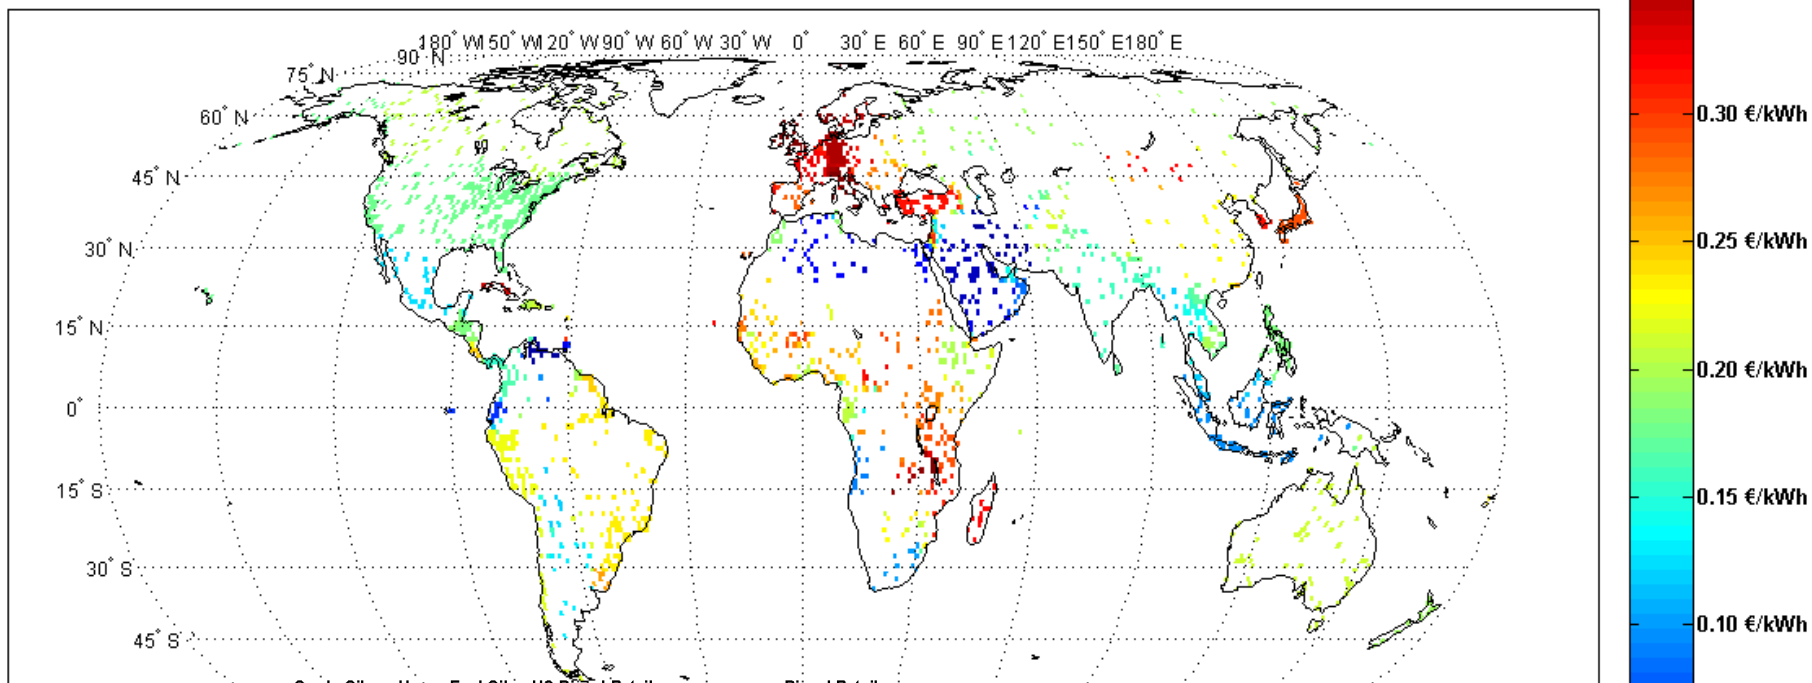 180° W150° W120° W90° W 60° W 30° W 0° 30° E 60° E 90° E120° E150° E180° E
90° N
75° N
60° N
45° N
30° N
15° N
0°
15° S
30° S
45° S
0.30 €/kWh
0.25 €/kWh
0.20 €/kWh
0.15 €/kWh
0.10 €/kWh